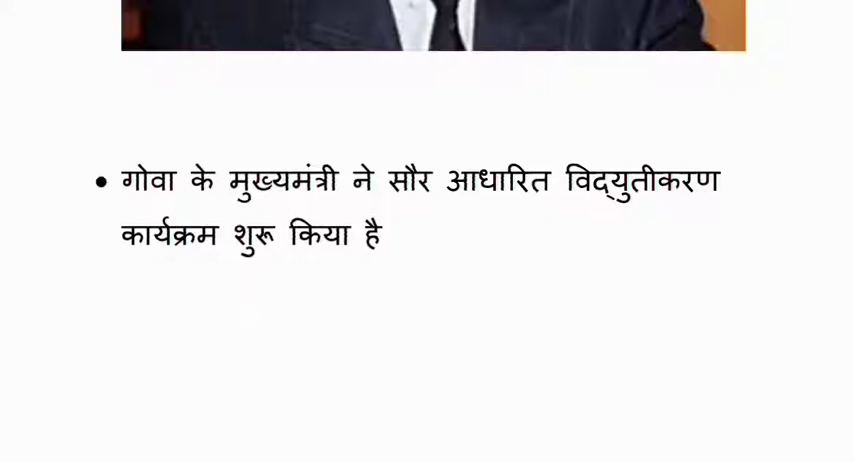 • गोवा के मुख्यमंत्री ने सौर आधारित विद्‌युतीकरण
कार्यक्रम शुरू किया है